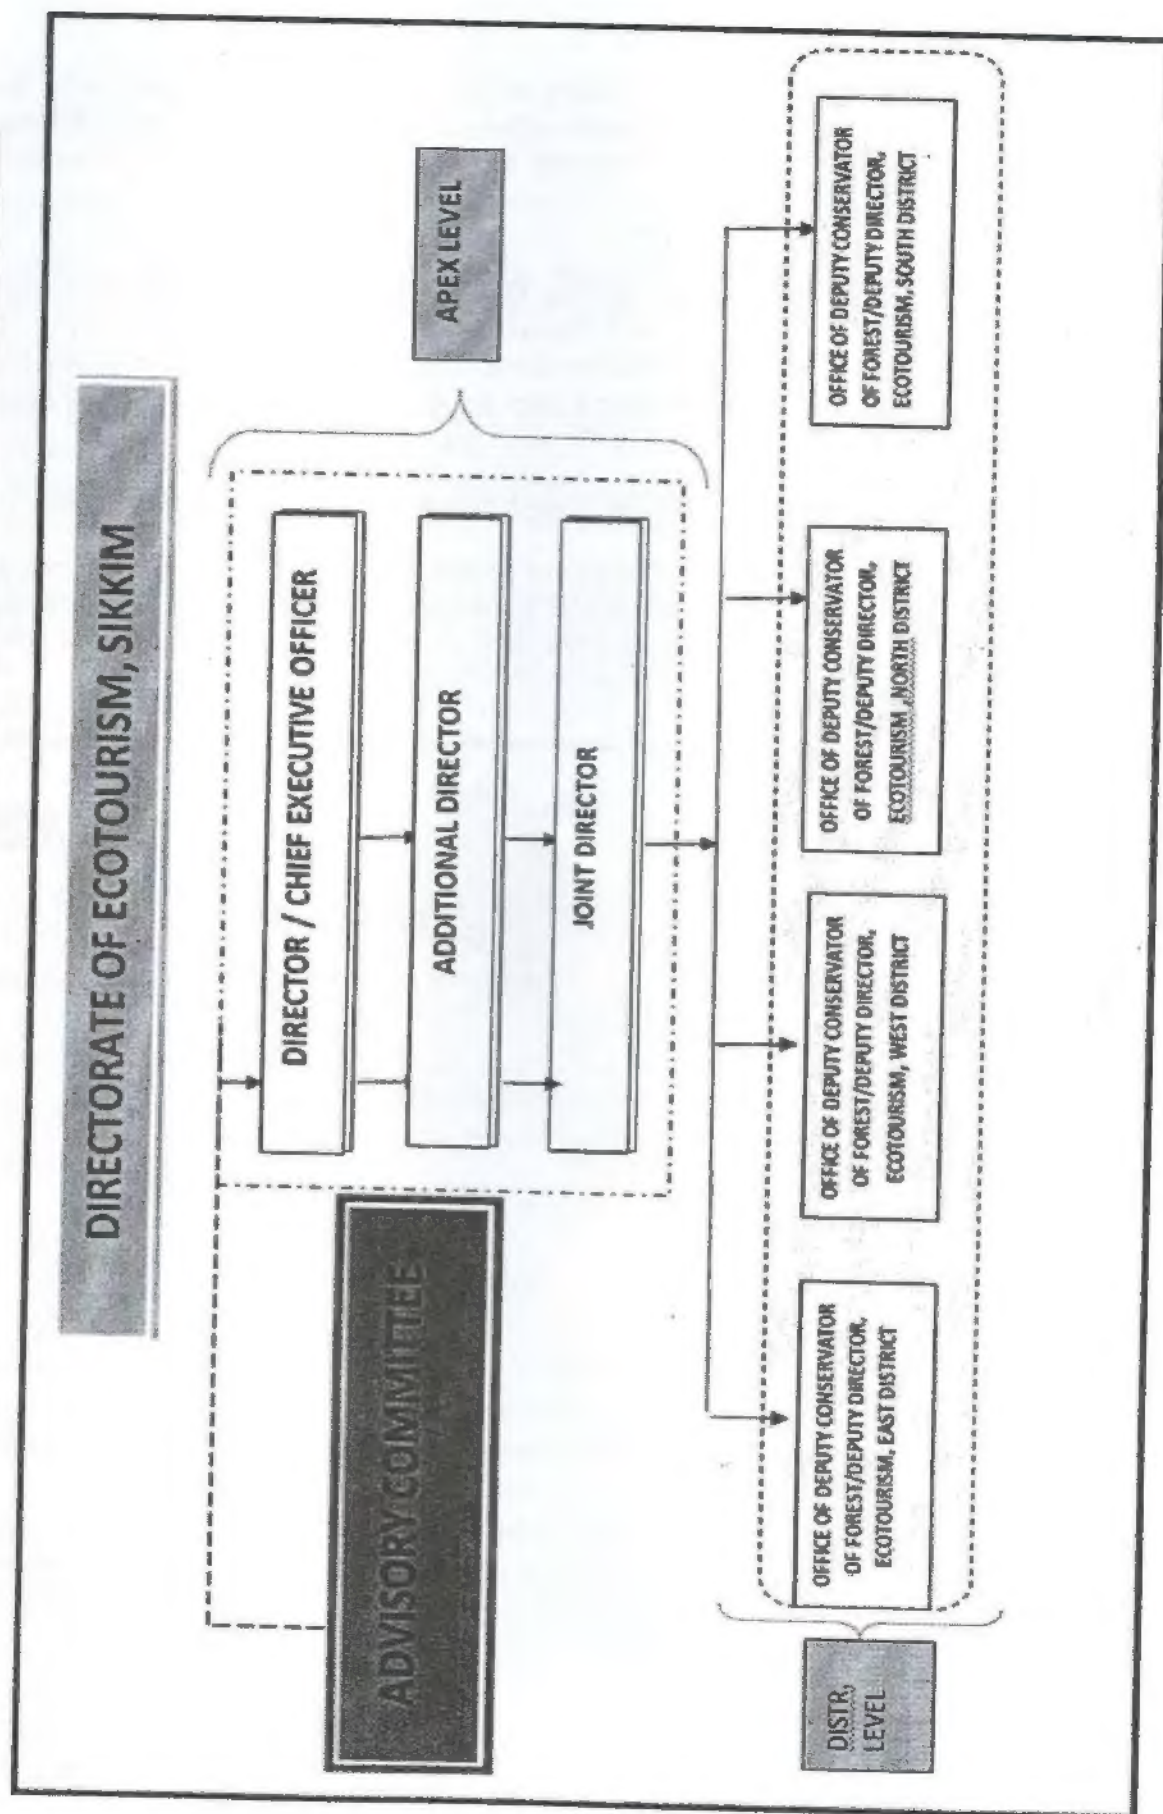 DIRECTORATE OF ECOTOURISM, SIKKIM
ADVISORY COMMITTEE
DIRECTOR / CHIEF EXECUTIVE OFFICER
ADDITIONAL DIRECTOR
JOINT DIRECTOR
APEX LEVEL
DISTR,
LEVEL
OFFICE OF DEPUTY CONSERVATOR
OF FOREST/DEPUTY DIRECTOR,
ECOTOURISM, EAST DISTRICT
OFFICE OF DEPUTY CONSERVATOR
OF FOREST/DEPUTY DIRECTOR,
ECOTOURISM, WEST DISTRICT
OFFICE OF DEPUTY CONSERVATOR
OF FOREST/DEPUTY DIRECTOR,
ECOTOURISM ,NORTH DISTRICT
OFFICE OF DEPUTY CONSERVATOR
OF FOREST/DEPUTY DIRECTOR,
ECOTOURISM, SOUTH DISTRICT